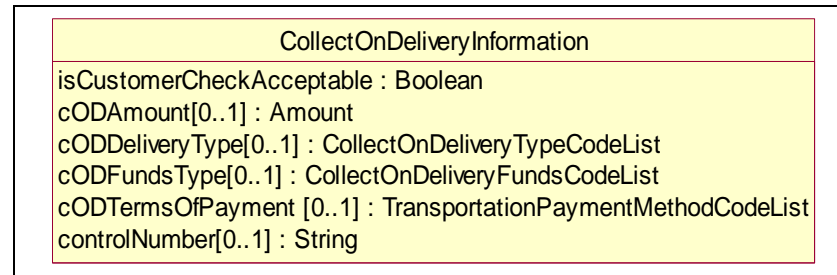 CollectOnDeliveryInformation
isCustomerCheckAcceptable : Boolean
cODAmount[0..1] : Amount
cODDeliveryType[0..1] : CollectOnDeliveryTypeCodeList
cODFundsType[0..1] : CollectOnDeliveryFundsCodeList
cODTermsOfPayment [0..1] : TransportationPaymentMethodCodeList
controlNumber[0..1] : String